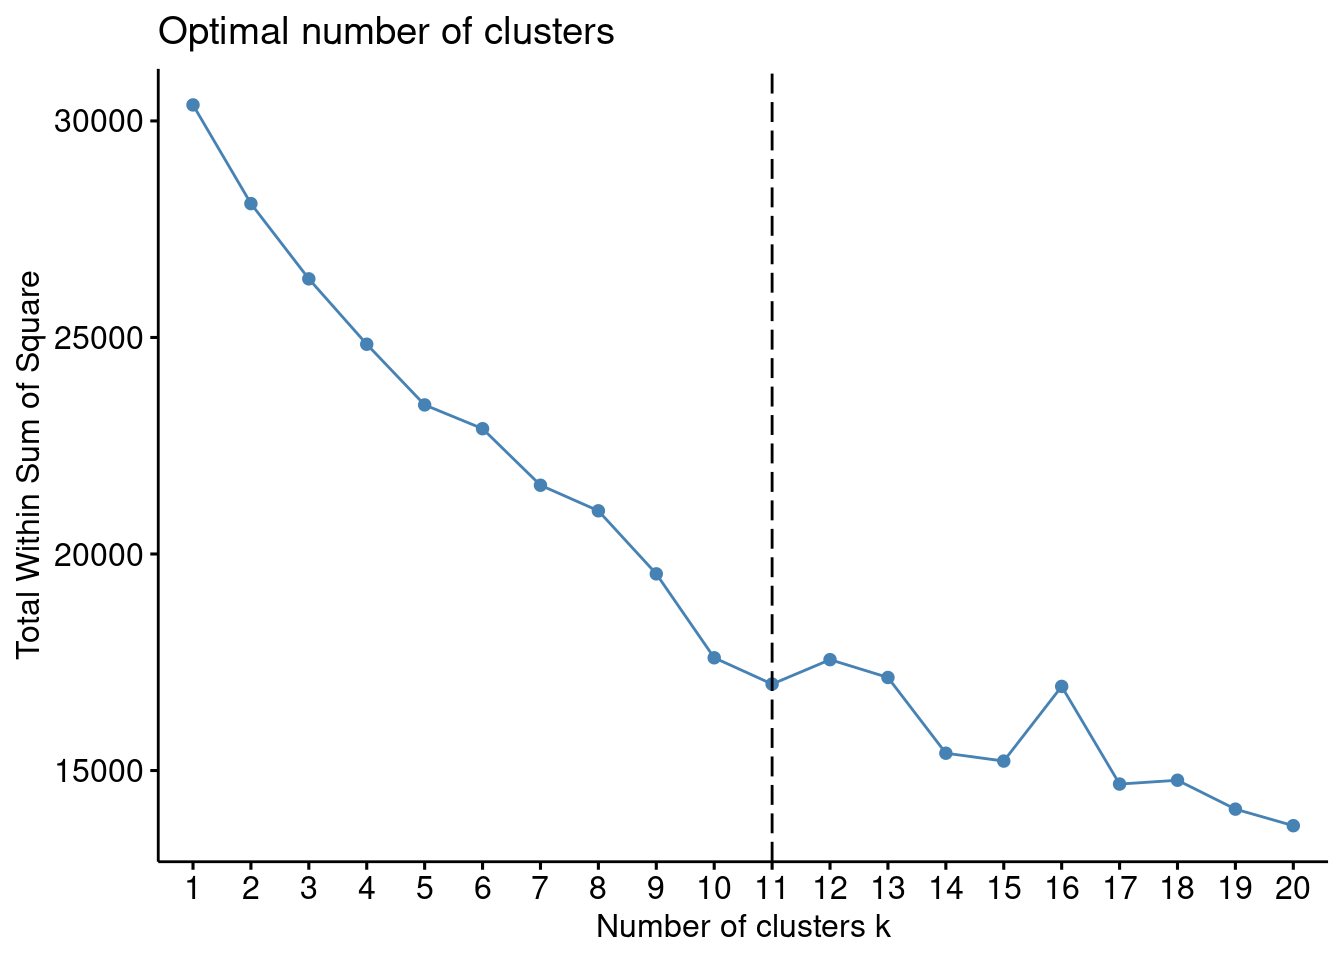 Optimal number of clusters
Total Within Sum of Square
30000
25000
20000
15000
1 2 3 4 5 6 7 8 9 10 11 12 13 14 15 16 17 18 19 20
Number of clusters k